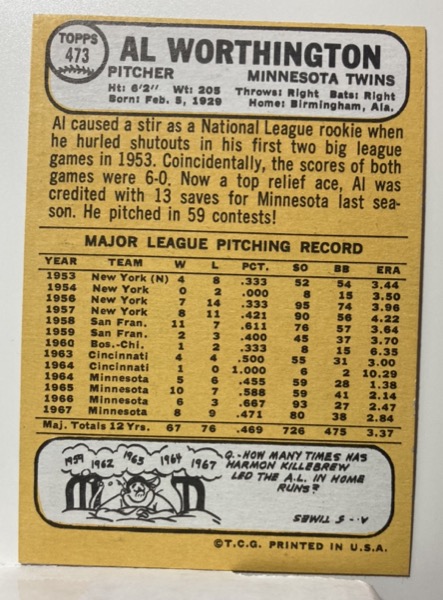 TOPPS
473
AL WORTHINGTON
PITCHER MINNESOTA TWINS
Ht: 6'2" Wt: 205 Throws: Right Bats: Right
Born: Feb. 5, 1929 Home: Birmingham, Ala.
Al caused a stir as a National League rookie when
he hurled shutouts in his first two big league
games in 1953. Coincidentally, the scores of both
games were 6-0. Now a top relief ace, Al was
credited with 13 saves for Minnesota last sea-
son. He pitched in 59 contests!
MAJOR LEAGUE PITCHING RECORD
YEAR TEAM W L PCT. SO BB ERA
1953 New York (N) 4 8 .333 52 54 3.44
1954 New York 0 2 .000 8 15 3.50
1956 New York 7 14 .333 95 74 3.96
1957 New York 8 11 .421 90 56 4.22
1958 San Fran. 11 7 .611 76 57 3.64
1959 San Fran. 2 3 .400 45 37 3.70
1960 Bos.-Chi. 1 2 .333 8 15 6.35
1963 Cincinnati 4 4 .500 55 31 3.00
1964 Cincinnati 1 0 1.000 6 2 10.29
1964 Minnesota 5 6 .455 59 28 1.38
1965 Minnesota 10 7 .588 59 41 2.14
1966 Minnesota 6 3 .667 93 27 2.47
1967 Minnesota 8 9 .471 80 38 2.84
Maj. Totals 12 Yrs. 67 76 .469 726 475 3.37
1959 1962 1963 1964 1967
Q.-HOW MANY TIMES HAS
HARMON KILLEBREW
LED THE A.L. IN HOME
RUNS?
A.- 5 TIMES
©T.C.G. PRINTED IN U.S.A.